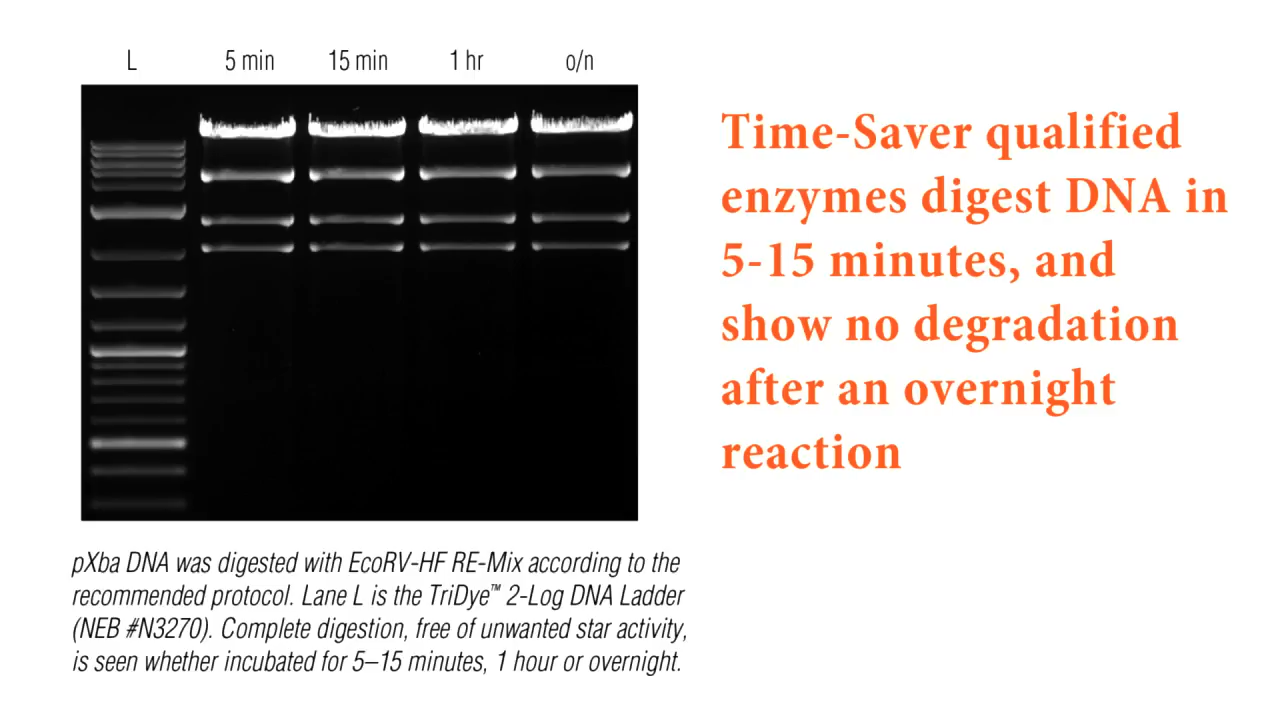 L 5 min 15 min 1 hr o/n
Time-Saver qualified
enzymes digest DNA in
5-15 minutes, and
show no degradation
after an overnight
reaction
pXba DNA was digested with EcoRV-HF RE-Mix according to the
recommended protocol. Lane L is the TriDye™ 2-Log DNA Ladder
(NEB #N3270). Complete digestion, free of unwanted star activity,
is seen whether incubated for 5–15 minutes, 1 hour or overnight.